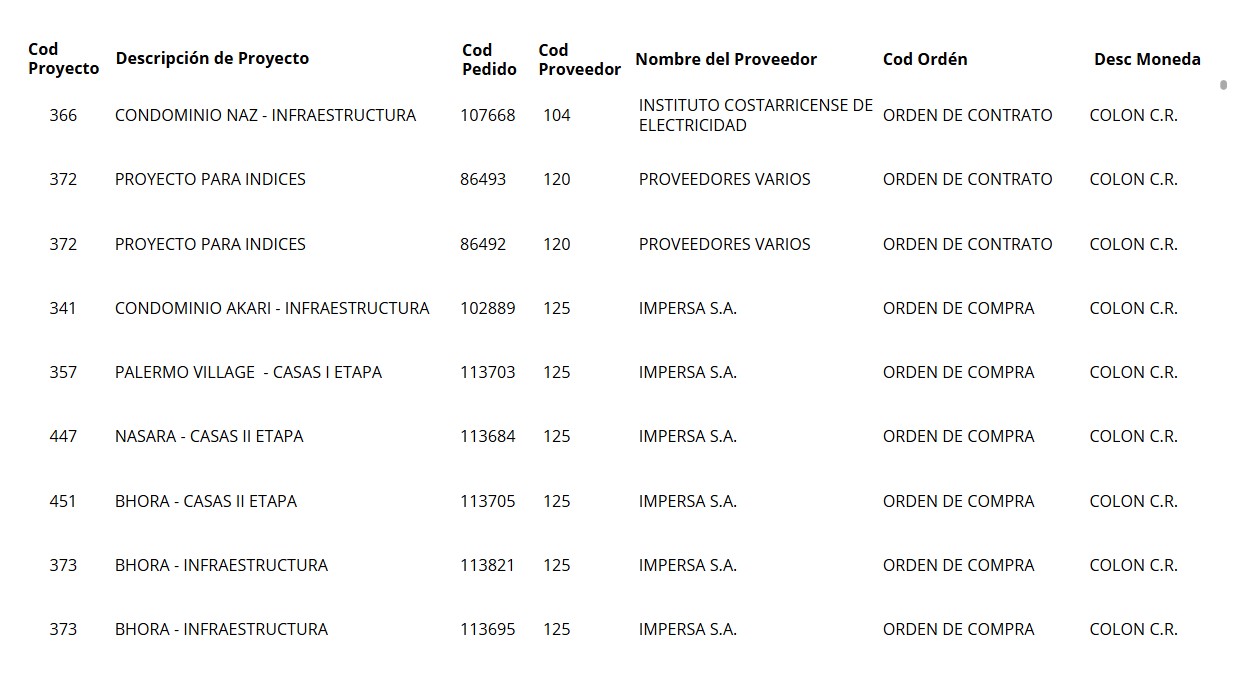 Cod Proyecto Descripción de Proyecto Cod Pedido Cod Proveedor Nombre del Proveedor Cod Ordén Desc Moneda
366 CONDOMINIO NAZ - INFRAESTRUCTURA 107668 104 INSTITUTO COSTARRICENSE DE ELECTRICIDAD ORDEN DE CONTRATO COLON C.R.
372 PROYECTO PARA INDICES 86493 120 PROVEEDORES VARIOS ORDEN DE CONTRATO COLON C.R.
372 PROYECTO PARA INDICES 86492 120 PROVEEDORES VARIOS ORDEN DE CONTRATO COLON C.R.
341 CONDOMINIO AKARI - INFRAESTRUCTURA 102889 125 IMPERSA S.A. ORDEN DE COMPRA COLON C.R.
357 PALERMO VILLAGE  - CASAS I ETAPA 113703 125 IMPERSA S.A. ORDEN DE COMPRA COLON C.R.
447 NASARA - CASAS II ETAPA 113684 125 IMPERSA S.A. ORDEN DE COMPRA COLON C.R.
451 BHORA - CASAS II ETAPA 113705 125 IMPERSA S.A. ORDEN DE COMPRA COLON C.R.
373 BHORA - INFRAESTRUCTURA 113821 125 IMPERSA S.A. ORDEN DE COMPRA COLON C.R.
373 BHORA - INFRAESTRUCTURA 113695 125 IMPERSA S.A. ORDEN DE COMPRA COLON C.R.